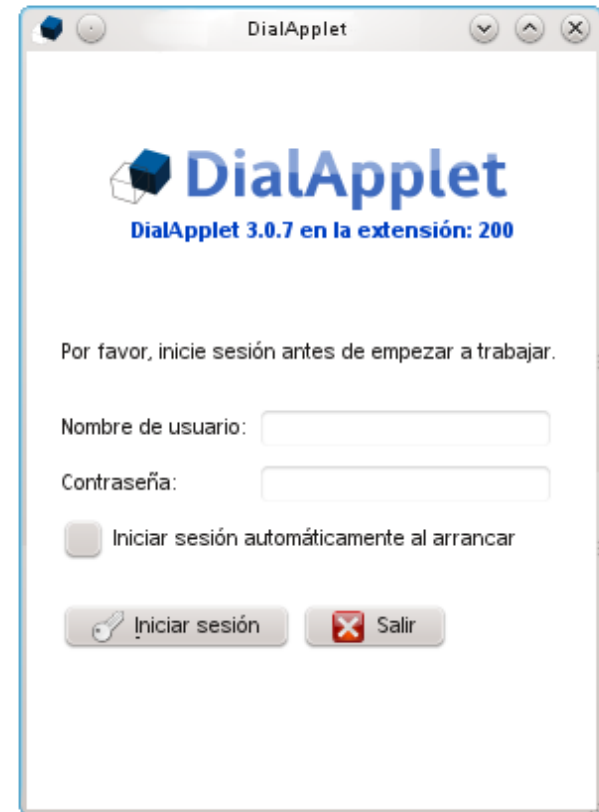 DialApplet
DialApplet
DialApplet 3.0.7 en la extensión: 200
Por favor, inicie sesión antes de empezar a trabajar.
Nombre de usuario:
Contraseña:
Iniciar sesión automáticamente al arrancar
Iniciar sesión
Salir